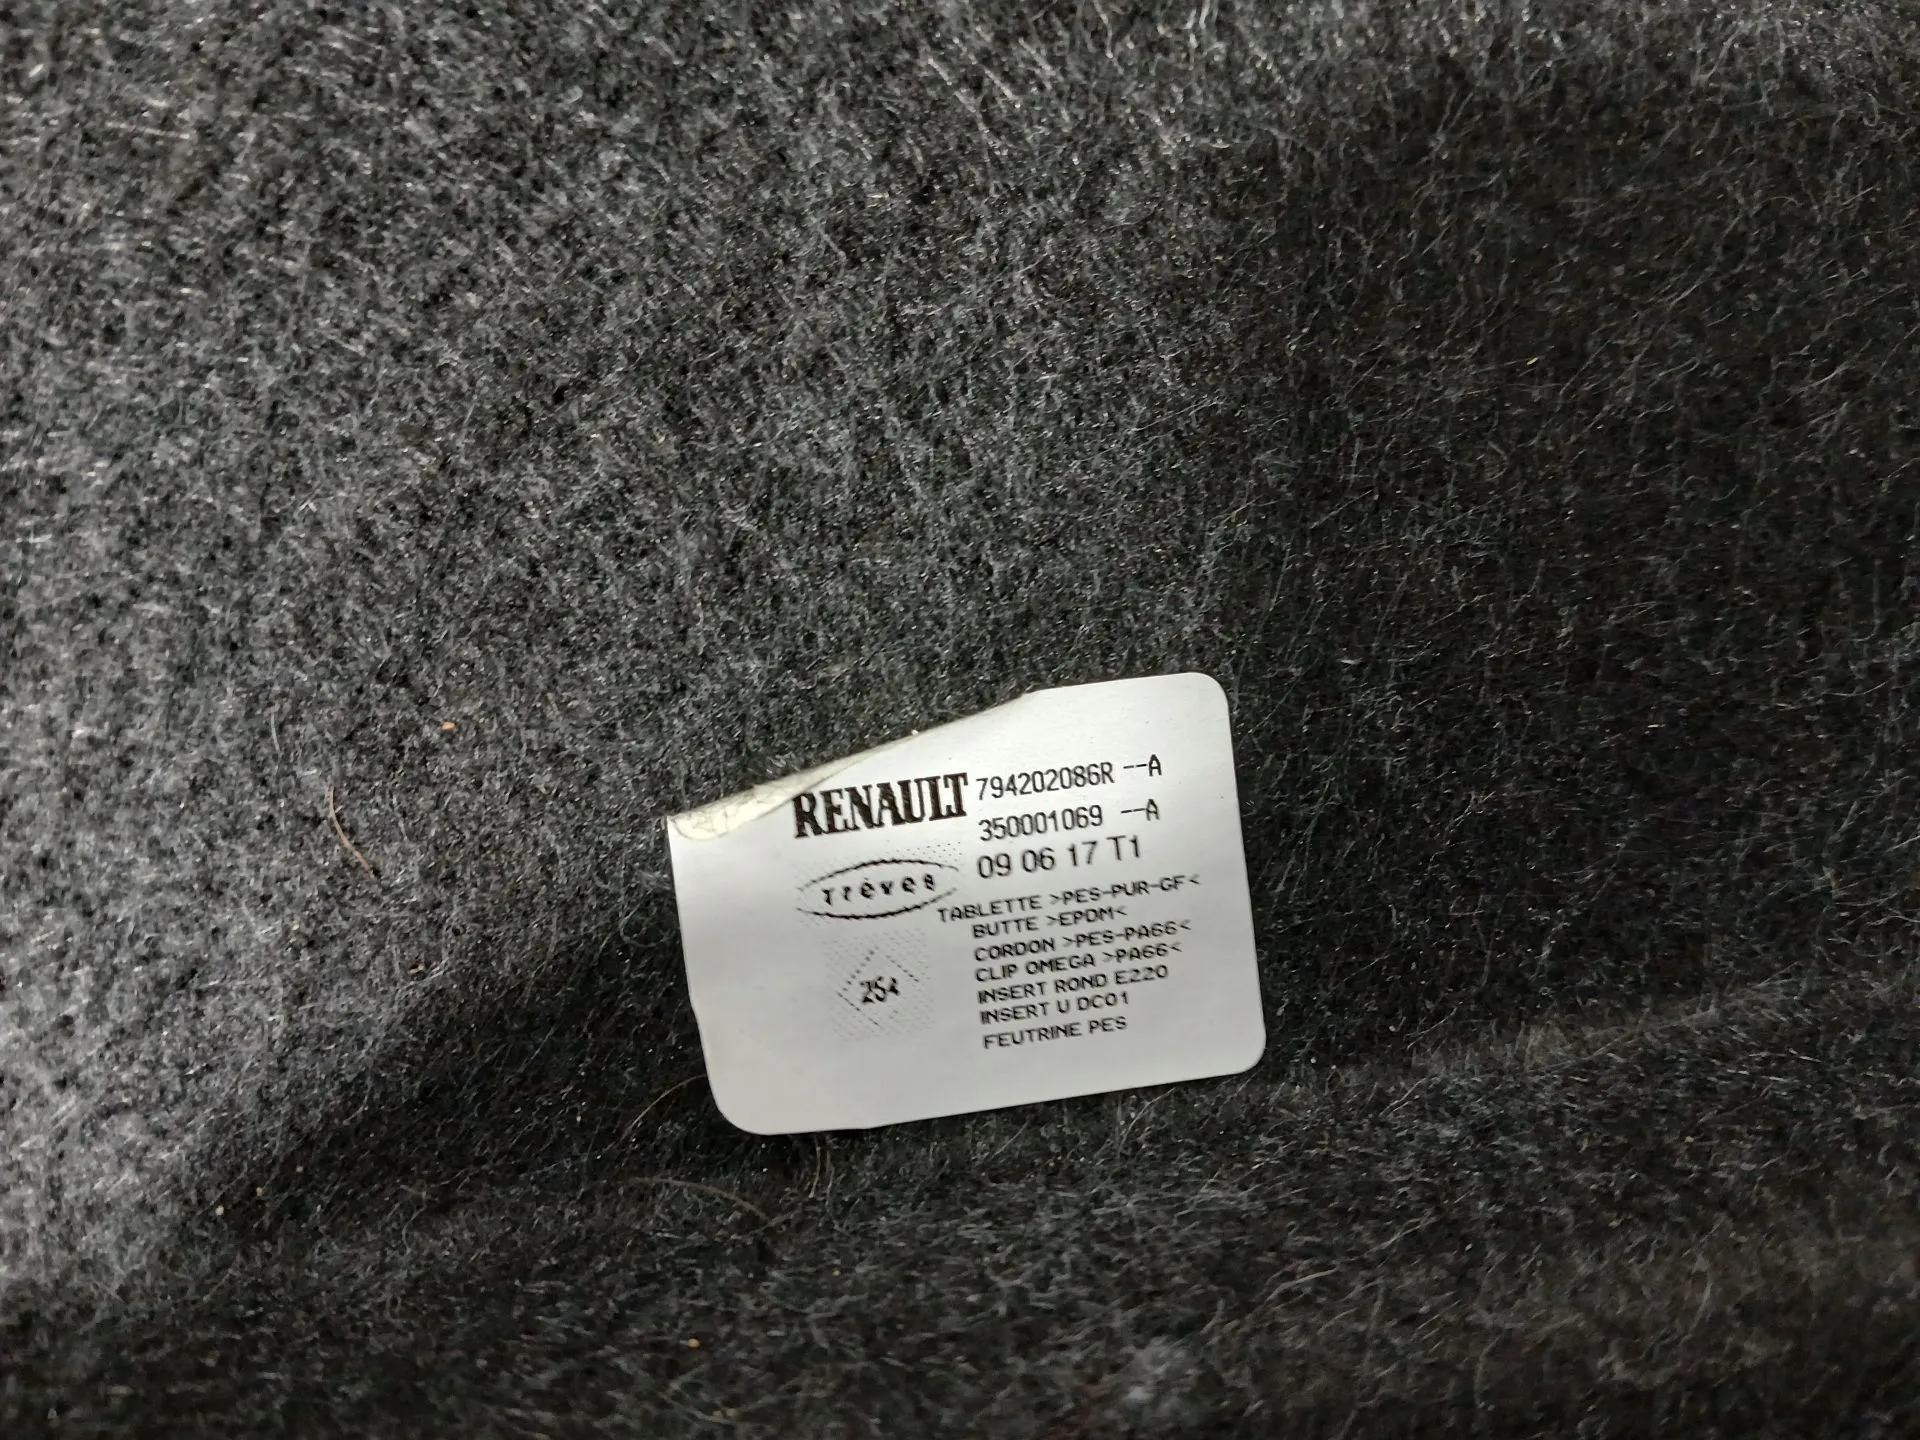 RENAULT 794202086R --A
350001069 --A
09 06 17 T1
Trèves
TABLETTE >PES-PUR-GF<
BUTTE >EPDM<
CORDON >PES-PA66<
CLIP OMEGA >PA66<
254
INSERT ROND E220
INSERT U DC01
FEUTRINE PES